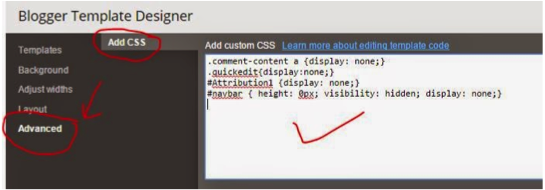 Blogger Template Designer
Templates
Background
Adjust widths
Layout
Advanced
Add CSS
Add custom CSS Learn more about editing template code
.comment-content a {display: none;}
.quickedit{display:none;}
#Attribution1 {display: none;}
#navbar { height: 0px; visibility: hidden; display: none;}